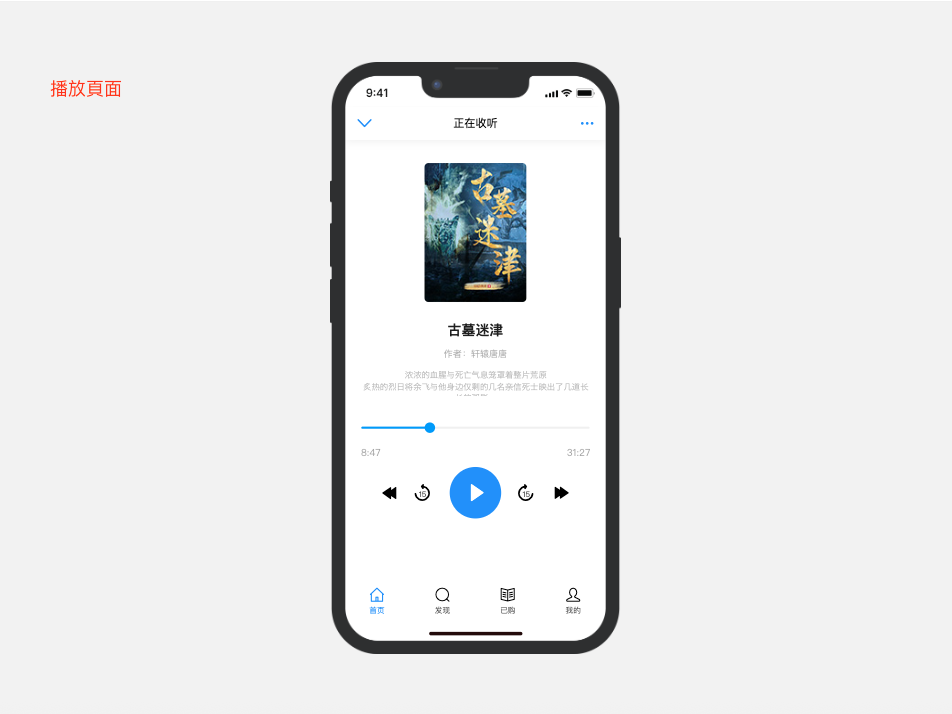 播放頁面
9:41
正在收听
古墓迷津
古墓迷津
作者：轩辕唐唐
浓浓的血腥与死亡气息笼罩着整片荒原
炙热的烈日将余飞与他身边仅剩的几名亲信死士映出了几道长
8:47
31:27
15
15
首页
发现
已购
我的